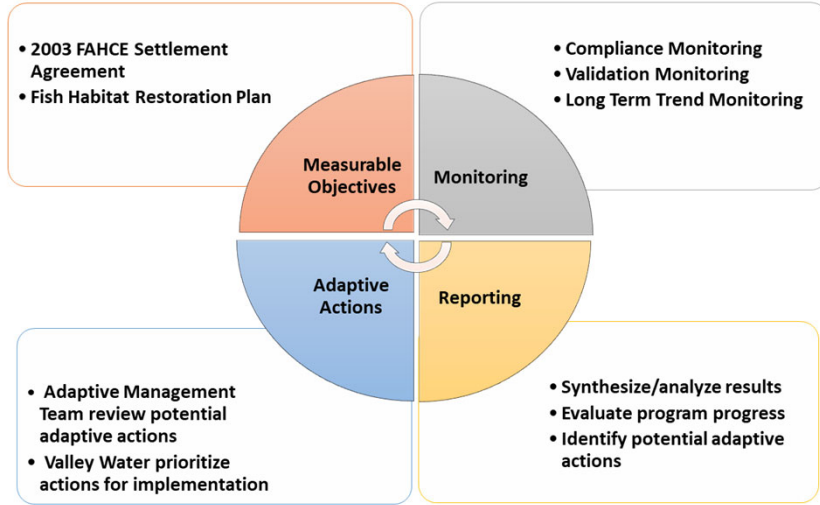 • 2003 FAHCE Settlement
Agreement
• Fish Habitat Restoration Plan
• Compliance Monitoring
• Validation Monitoring
• Long Term Trend Monitoring
Measurable
Objectives
Monitoring
Adaptive
Actions
Reporting
• Adaptive Management
Team review potential
adaptive actions
• Valley Water prioritize
actions for implementation
• Synthesize/analyze results
• Evaluate program progress
• Identify potential adaptive
actions